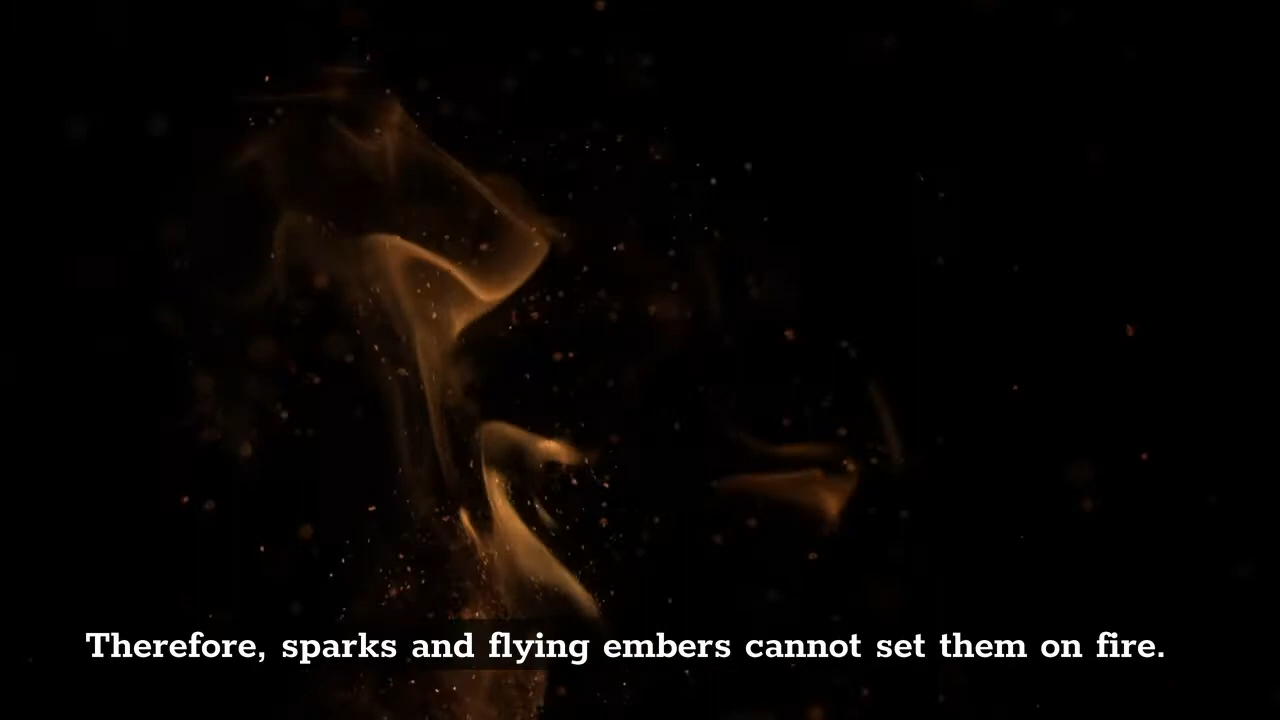 Therefore, sparks and flying embers cannot set them on fire.